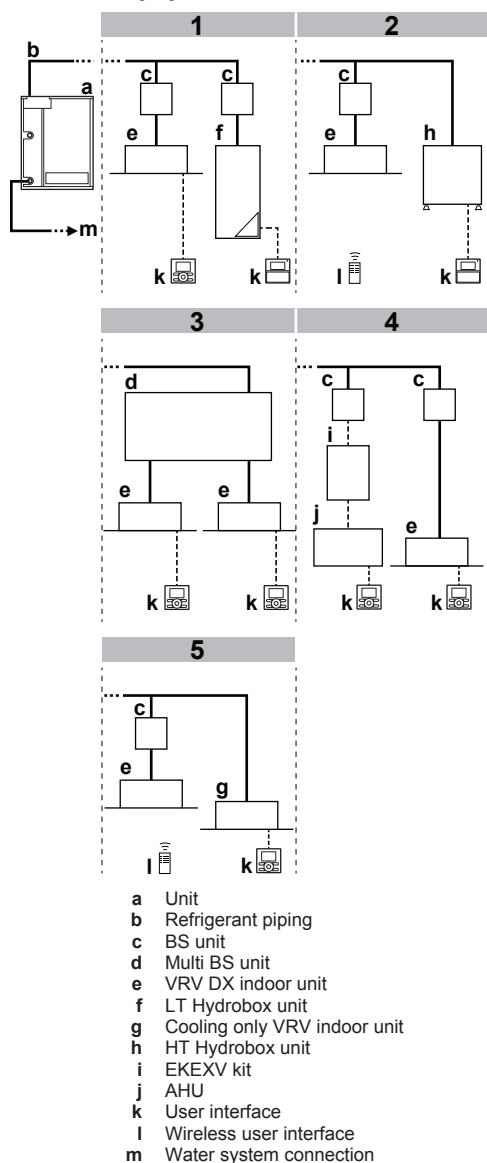 1 2
b
a
c c
e f
m
k k
c
e h
l k
3 4
d
e e
k k
c c
i
j
e
k k
5
c
e
g
l k
a Unit
b Refrigerant piping
c BS unit
d Multi BS unit
e VRV DX indoor unit
f LT Hydrobox unit
g Cooling only VRV indoor unit
h HT Hydrobox unit
i EKEXV kit
j AHU
k User interface
l Wireless user interface
m Water system connection